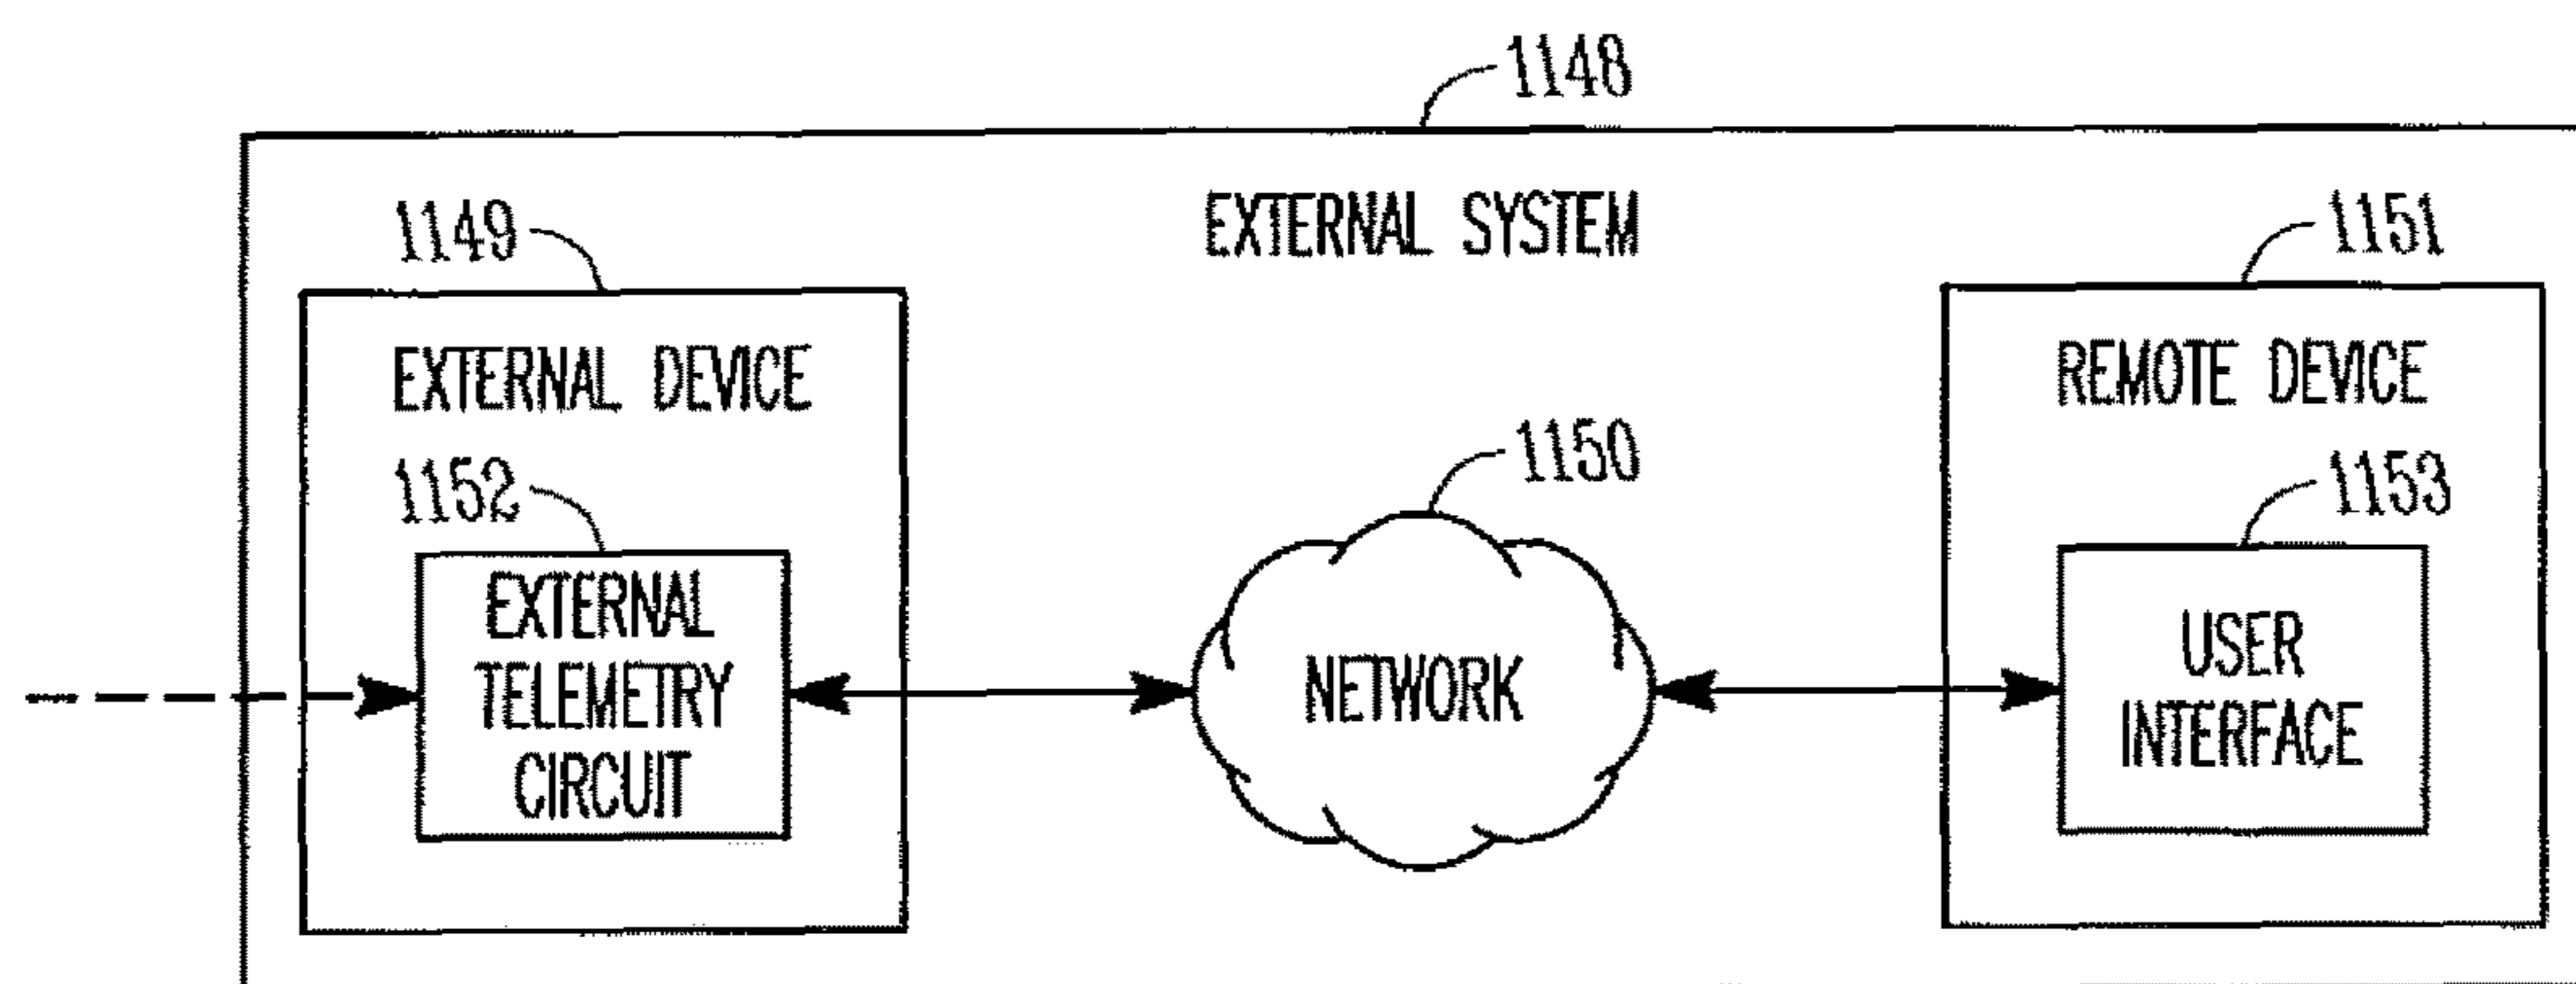 1148
EXTERNAL SYSTEM
1149
EXTERNAL DEVICE
1152
EXTERNAL
TELEMETRY
CIRCUIT
1150
NETWORK
1151
REMOTE DEVICE
1153
USER
INTERFACE